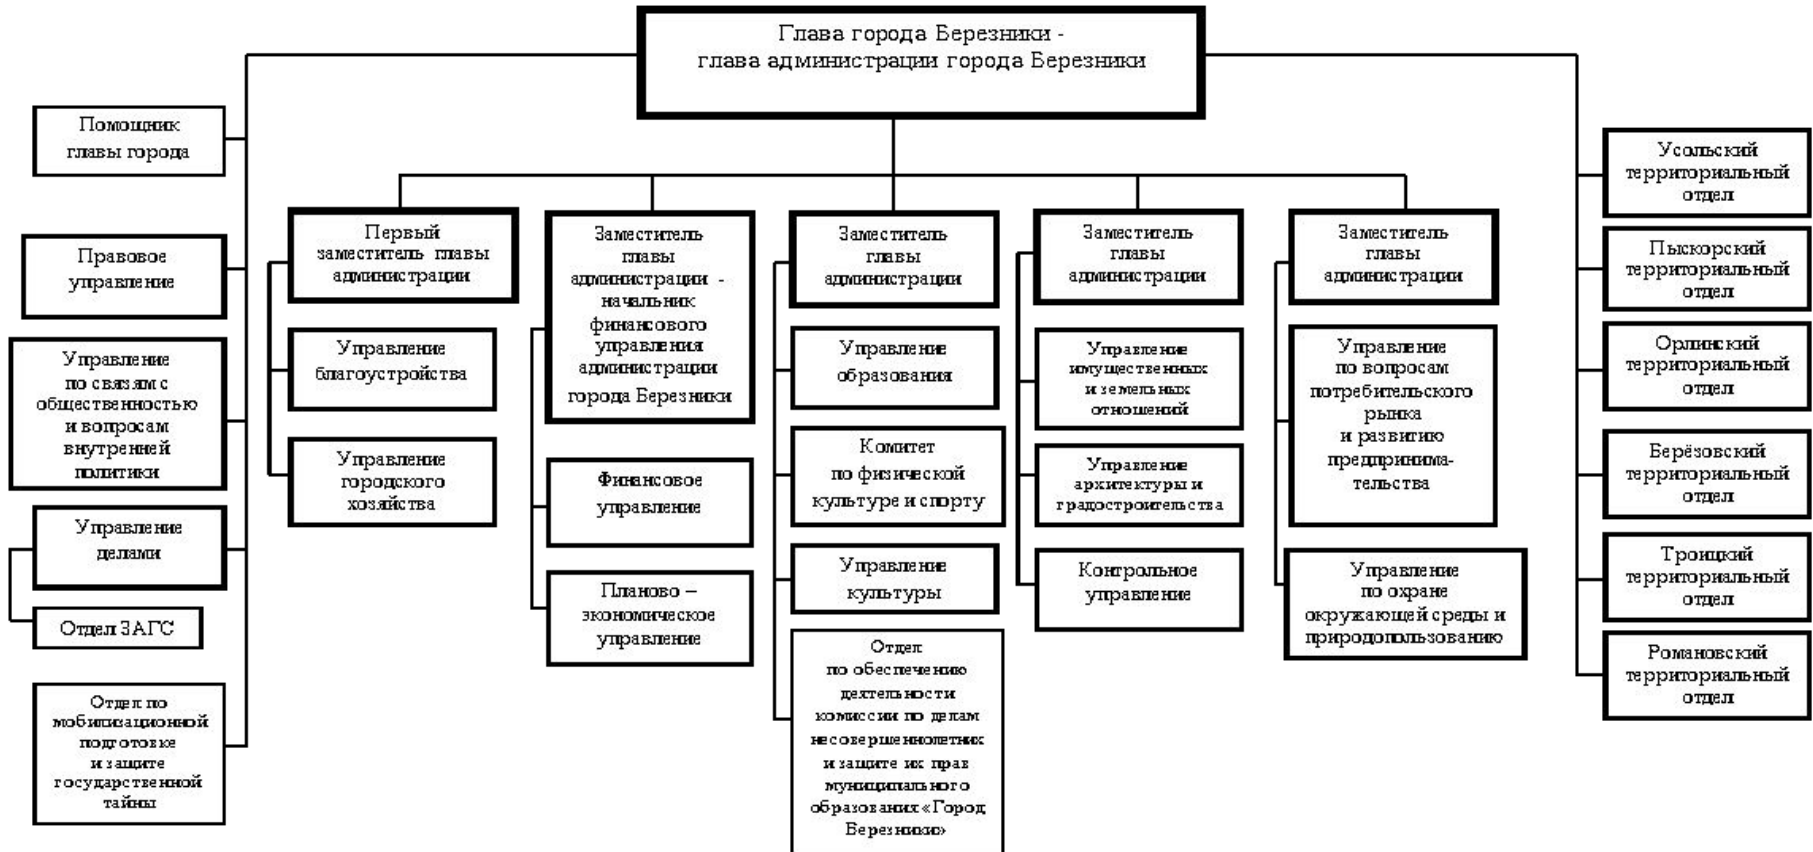 Глава города Березники -
глава администрации города Березники
Помощник
главы города
Правовое
управление
Управление
по связям с
общественностью
и вопросам
внутренней
политики
Управление
делами
Отдел ЗАГС
Отдел по
мобилизационной
подготовке
и защите
государственной
тайны
Первый
заместитель главы
администрации
Управление
благоустройства
Управление
городского
хозяйства
Заместитель
главы
администрации -
начальник
финансового
управления
администрации
города Березники
Финансовое
управление
Планово –
экономическое
управление
Заместитель
главы
администрации
Управление
образования
Комитет
по физической
культуре и спорту
Управление
культуры
Отдел
по обеспечению
деятельности
комиссии по делам
несовершеннолетних
и защите их прав
муниципального
образования «Город
Березники»
Заместитель
главы
администрации
Управление
имущественных
и земельных
отношений
Управление
архитектуры и
градостроительства
Контрольное
управление
Заместитель
главы
администрации
Управление
по вопросам
потребительского
рынка
и развитию
предпринима-
тельства
Управление
по охране
окружающей среды и
природопользованию
Усольский
территориальный
отдел
Пыскорский
территориальный
отдел
Орлинский
территориальный
отдел
Берёзовский
территориальный
отдел
Троицкий
территориальный
отдел
Романовский
территориальный
отдел